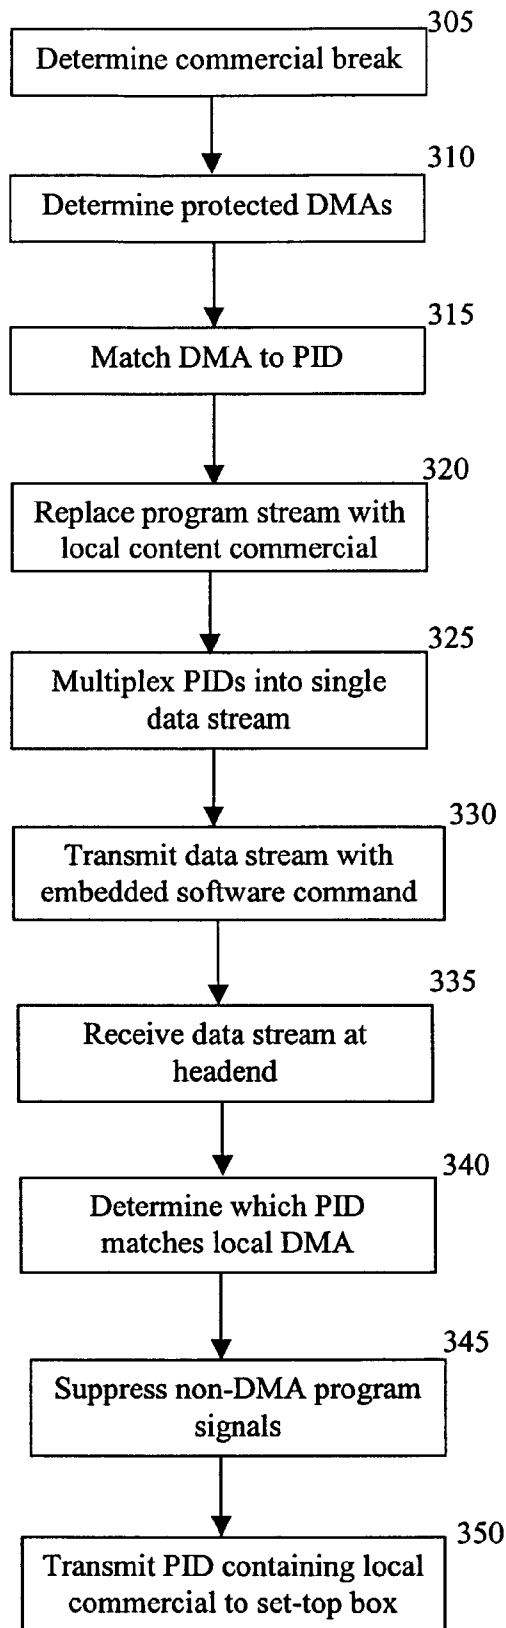 305
Determine commercial break
310
Determine protected DMAs
315
Match DMA to PID
320
Replace program stream with
local content commercial
325
Multiplex PIDs into single
data stream
330
Transmit data stream with
embedded software command
335
Receive data stream at
headend
340
Determine which PID
matches local DMA
345
Suppress non-DMA program
signals
350
Transmit PID containing local
commercial to set-top box